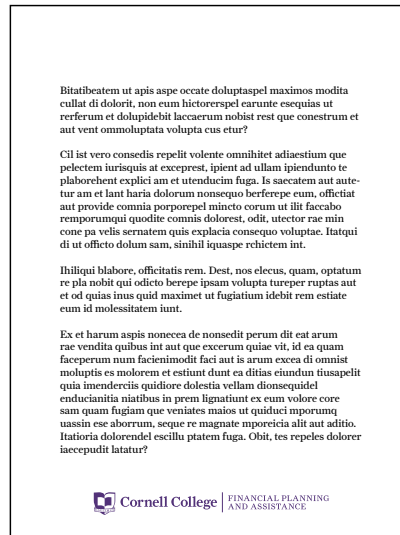 Bitatibeatem ut apis aspe occate doluptaspel maximos modita
cullat di dolorit, non eum hictorerspel earunte esequias ut
rerferum et dolupidebit laccaerum nobist rest que conestrum et
aut vent ommoluptata volupta cus etur?
Cil ist vero consedis repelit volente omnihitet adiaestium que
pelectem iurisquis at exceprest, ipient ad ullam ipiendunto te
plaborehent explici am et utenducim fuga. Is saecatem aut aute-
tur am et lant haria dolorum nonsequo berferepe eum, offictiat
aut provide comnia porporepel mincto corum ut ilit faccabo
remporumqui quodite comnis dolorest, odit, utector rae min
cone pa velis sernatem quis explacia consequo voluptae. Itatqui
di ut officto dolum sam, sinihil iquaspe rchictem int.
Ihiliqui blabore, officitatis rem. Dest, nos elecus, quam, optatum
re pla nobit qui odicto berepe ipsam volupta tureper ruptas aut
et od quias inus quid maximet ut fugiatium idebit rem estiate
eum id molessitatem iunt.
Ex et harum aspis nonecea de nonsedit perum dit eat arum
rae vendita quibus int aut que excerum quiae vit, id ea quam
faceperum num facienimodit faci aut is arum excea di omnist
moluptis es molorem et estiunt dunt ea ditias eiundun tiusapelit
quia imenderciis quidiore dolestia vellam dionsequidel
enducianitia niatibus in prem lignatiunt ex eum volore core
sam quam fugiam que veniates maios ut quiduci mporumq
uassin ese aborrum, seque re magnate mporeicia alit aut aditio.
Itatioria dolorendel escillu ptatem fuga. Obit, tes repeles dolorer
iaecepudit latatur?
Cornell College FINANCIAL PLANNING
AND ASSISTANCE